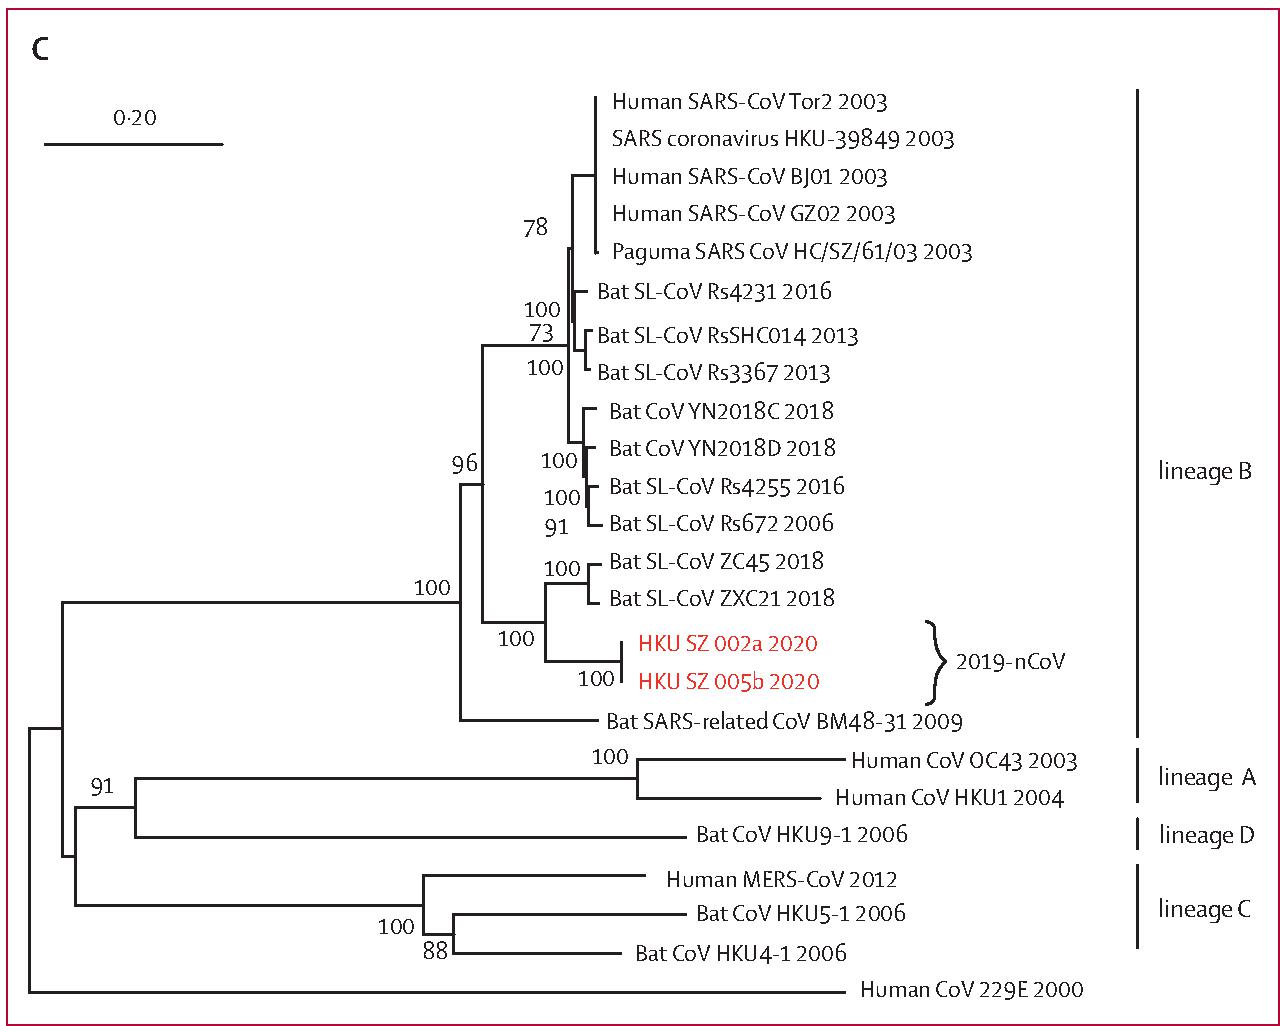 C
0·20
Human SARS-CoV Tor2 2003
SARS coronavirus HKU-39849 2003
Human SARS-CoV BJ01 2003
Human SARS-CoV GZ02 2003
78
Paguma SARS CoV HC/SZ/61/03 2003
Bat SL-CoV Rs4231 2016
100
73
Bat SL-CoV RsSHC014 2013
100
Bat SL-CoV Rs3367 2013
Bat CoV YN2018C 2018
Bat CoV YN2018D 2018
100
96
lineage B
Bat SL-CoV Rs4255 2016
100
91
Bat SL-CoV Rs672 2006
Bat SL-CoV ZC45 2018
100
100
Bat SL-CoV ZXC21 2018
100
HKU SZ 002a 2020
2019-nCoV
100
HKU SZ 005b 2020
Bat SARS-related CoV BM48-31 2009
100
Human CoV OC43 2003
91
lineage A
Human CoV HKU1 2004
Bat CoV HKU9-1 2006
lineage D
Human MERS-CoV 2012
100
Bat CoV HKU5-1 2006
lineage C
88
Bat CoV HKU4-1 2006
Human CoV 229E 2000